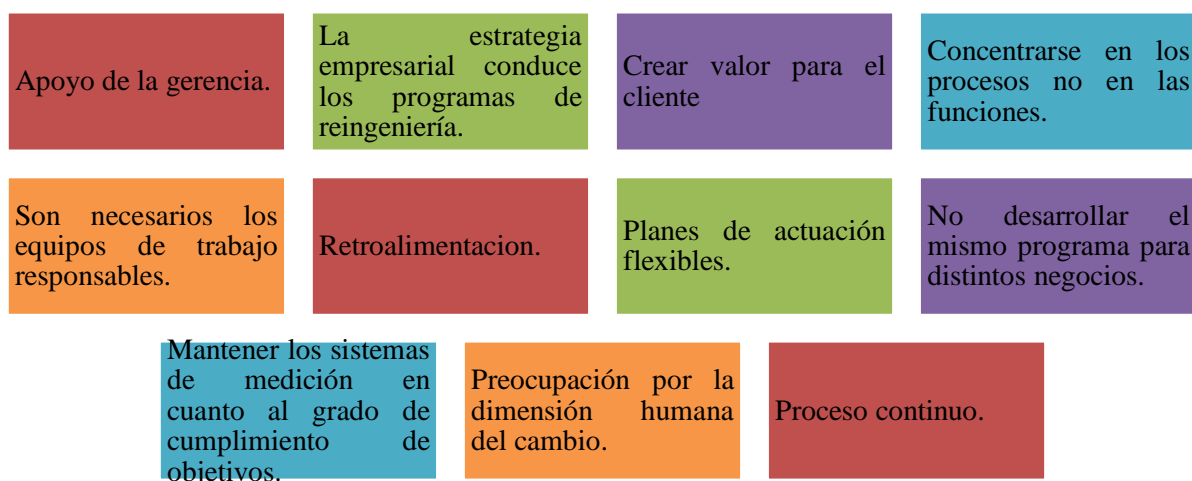 Apoyo de la gerencia.
La estrategia
empresarial conduce
los programas de
reingeniería.
Crear valor para el
cliente
Concentrarse en los
procesos no en las
funciones.
Son necesarios los
equipos de trabajo
responsables.
Retroalimentacion.
Planes de actuación
flexibles.
No desarrollar el
mismo programa para
distintos negocios.
Mantener los sistemas
de medición en
cuanto al grado de
cumplimiento de
objetivos.
Preocupación por la
dimensión humana
del cambio.
Proceso continuo.